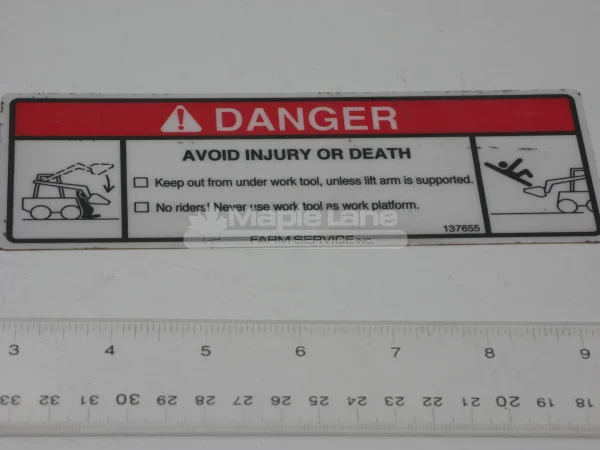 DANGER
AVOID INJURY OR DEATH
Keep out from under work tool, unless lift arm is supported.
No riders! Never use work tool as work platform.
Maple Lane
FARM SERVICE INC.
137655
3 4 5 6 7 8 9
33 32 31 30 29 28 27 26 25 24 23 22 21 20 19 18